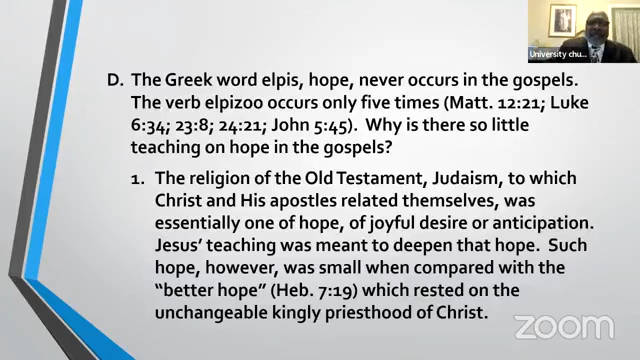 University chu...
D. The Greek word elpis, hope, never occurs in the gospels.
The verb elpizoo occurs only five times (Matt. 12:21; Luke
6:34; 23:8; 24:21; John 5:45). Why is there so little
teaching on hope in the gospels?
1. The religion of the Old Testament, Judaism, to which
Christ and His apostles related themselves, was
essentially one of hope, of joyful desire or anticipation.
Jesus' teaching was meant to deepen that hope. Such
hope, however, was small when compared with the
"better hope" (Heb. 7:19) which rested on the
unchangeable kingly priesthood of Christ.
zoom